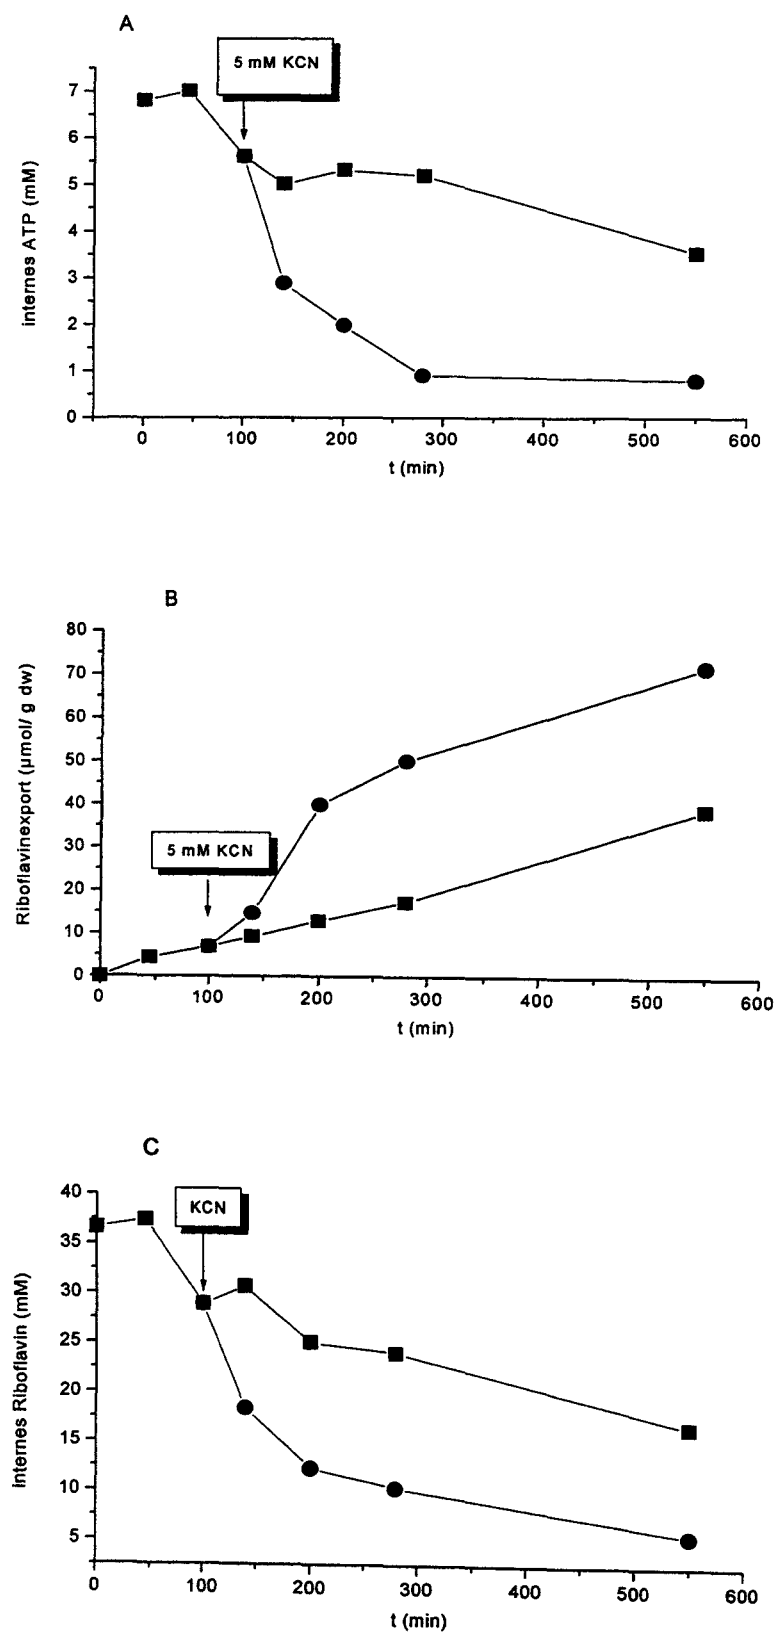 A
5 mM KCN
internes ATP (mM)
7
6
5
4
3
2
1
0
0 100 200 300 400 500 600
t (min)
B
Riboflavinexport (µmol/ g dw)
80
70
60
50
40
30
20
10
0
5 mM KCN
0 100 200 300 400 500 600
t (min)
C
internes Riboflavin (mM)
40
35
30
25
20
15
10
5
KCN
0 100 200 300 400 500 600
t (min)